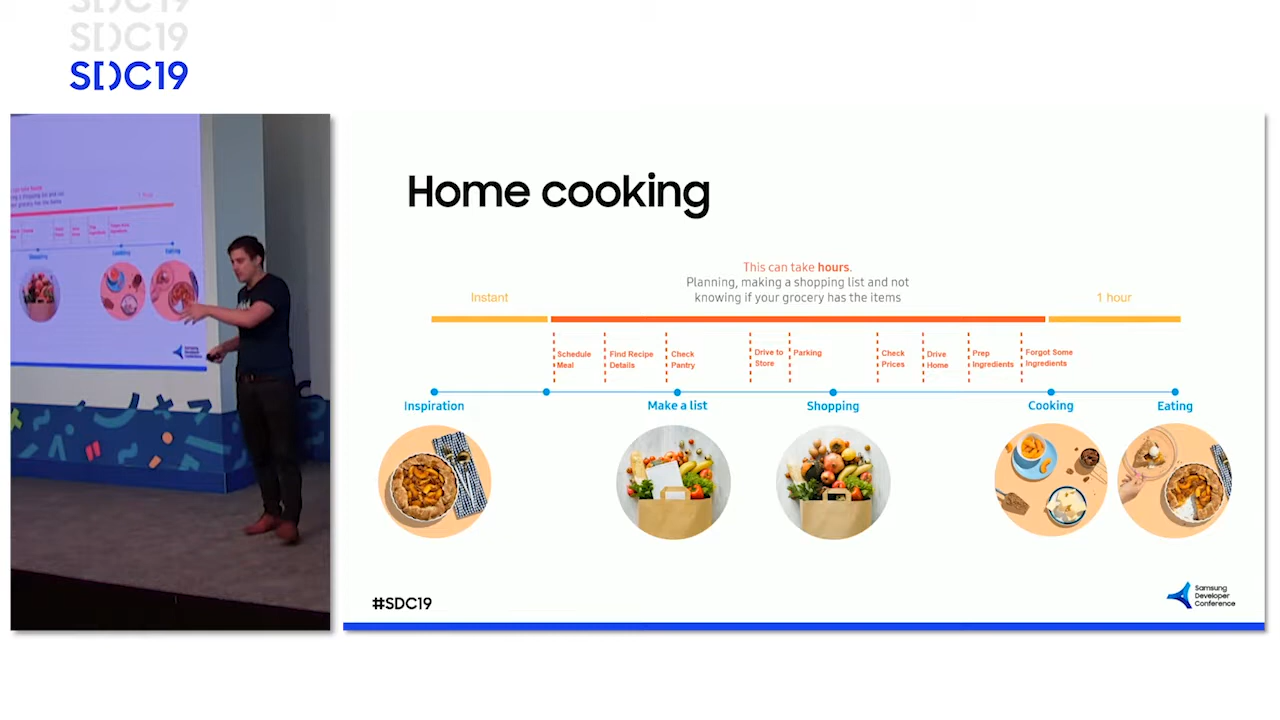 SDC19
SDC19
SDC19
Home cooking
This can take hours.
Planning, making a shopping list and not
knowing if your grocery has the items
Instant
1 hour
Schedule
Meal
Find Recipe
Details
Check
Pantry
Drive to
Store
Parking
Check
Prices
Drive
Home
Prep
Ingredients
Forgot Some
Ingredients
Inspiration
Make a list
Shopping
Cooking
Eating
#SDC19
Samsung
Developer
Conference